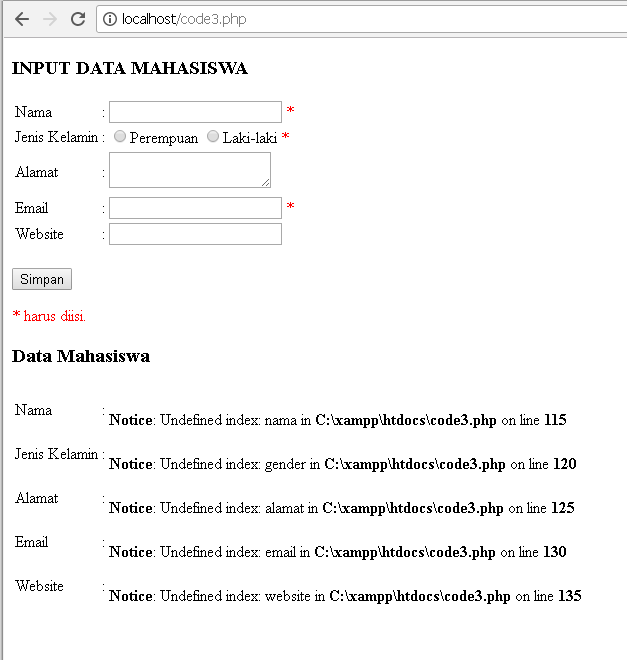 localhost/code3.php
INPUT DATA MAHASISWA
Nama : *
Jenis Kelamin : Perempuan Laki-laki *
Alamat :
Email : *
Website :
Simpan
* harus diisi.
Data Mahasiswa
Nama : Notice: Undefined index: nama in C:\xampp\htdocs\code3.php on line 115
Jenis Kelamin : Notice: Undefined index: gender in C:\xampp\htdocs\code3.php on line 120
Alamat : Notice: Undefined index: alamat in C:\xampp\htdocs\code3.php on line 125
Email : Notice: Undefined index: email in C:\xampp\htdocs\code3.php on line 130
Website : Notice: Undefined index: website in C:\xampp\htdocs\code3.php on line 135